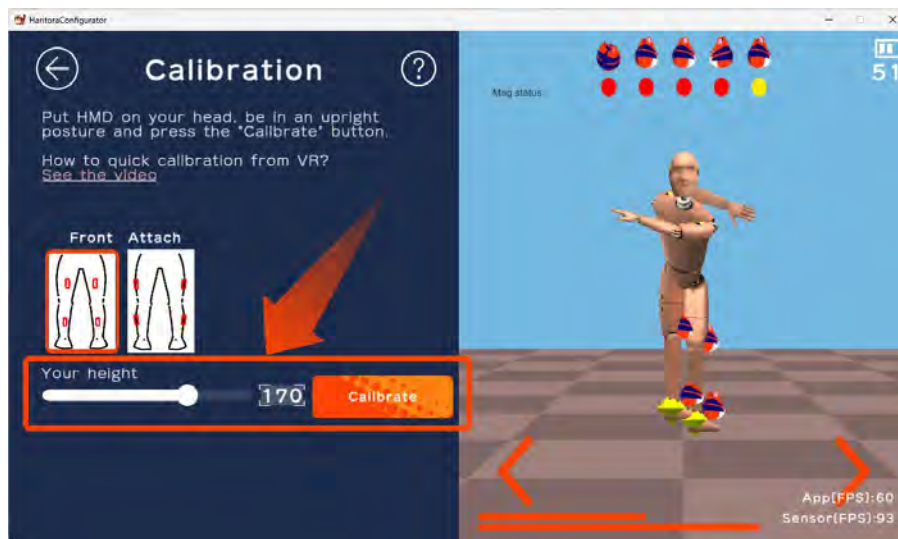 HaritoraConfigurator
Calibration
?
Put HMD on your head. be in an upright
posture and press the "Calibrate" button.
How to quick calibration from VR?
See the video
Front Attach
Your height
170
Calibrate
Mag status
51
App(FPS):60
Sensor(FPS):93